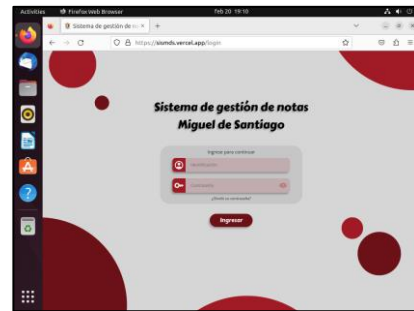 Activities Firefox Web Browser Feb 20 19:10
Sistema de gestión de no
https://sismds.vercel.app/login
Sistema de gestión de notas
Miguel de Santiago
Ingrese para continuar
Identificación
Contraseña
¿Olvidó su contraseña?
Ingresar